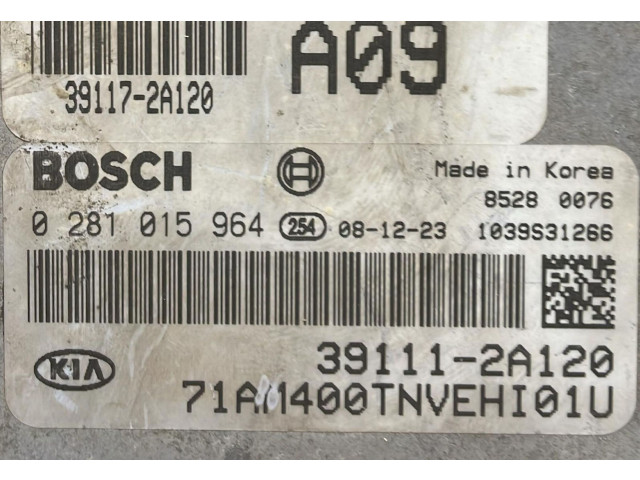 A09
39117-2A120
BOSCH
Made in Korea
8528 0076
0 281 015 964 254 08-12-23 1039S31266
KIA
39111-2A120
71AM400TNVEHI01U